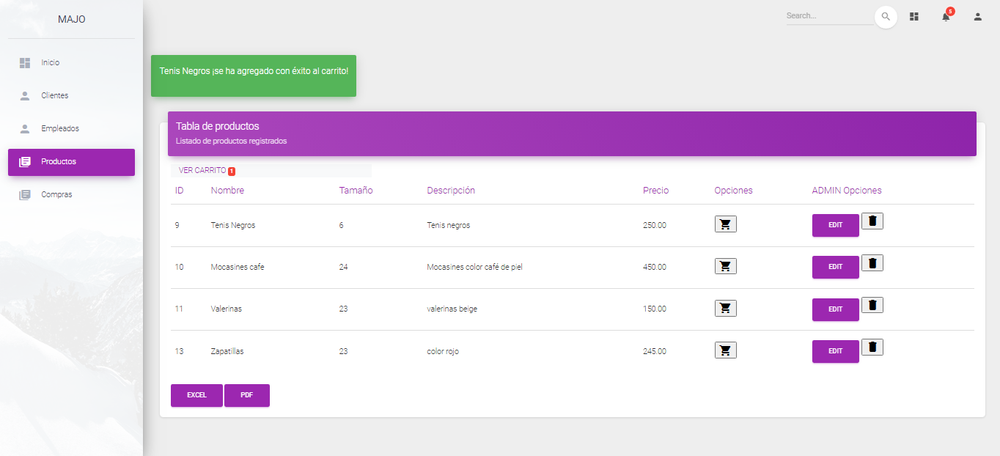 MAJO
Search...
5
Inicio
Clientes
Empleados
Productos
Compras
Tenis Negros ¡se ha agregado con éxito al carrito!
Tabla de productos
Listado de productos registrados
VER CARRITO 1
ID Nombre Tamaño Descripción Precio Opciones ADMIN Opciones
9 Tenis Negros 6 Tenis negros 250.00 EDIT
10 Mocasines cafe 24 Mocasines color café de piel 450.00 EDIT
11 Valerinas 23 valerinas beige 150.00 EDIT
13 Zapatillas 23 color rojo 245.00 EDIT
EXCEL PDF